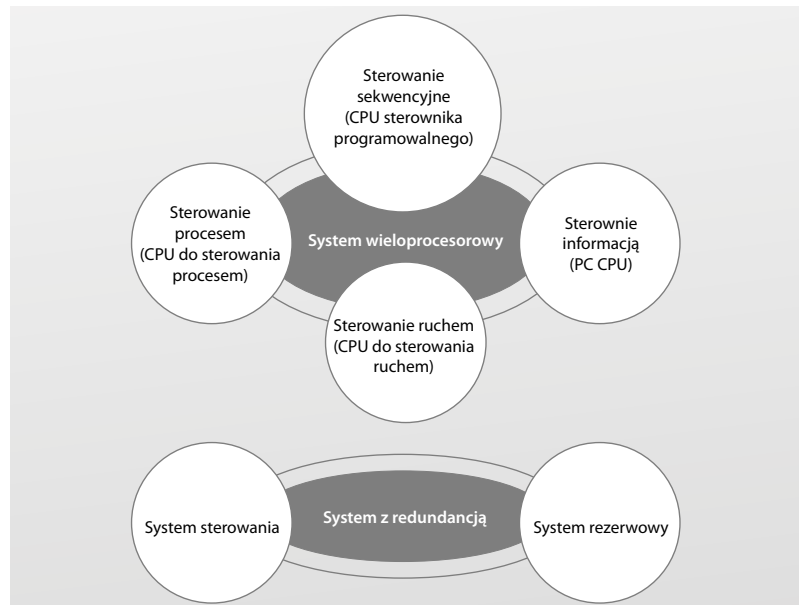 Sterowanie
sekwencyjne
(CPU sterownika
programowalnego)
Sterowanie
procesem
(CPU do sterowania
procesem)
System wieloprocesorowy
Sterownie
informacją
(PC CPU)
Sterowanie ruchem
(CPU do sterowania
ruchem)
System sterowania
System z redundancją
System rezerwowy